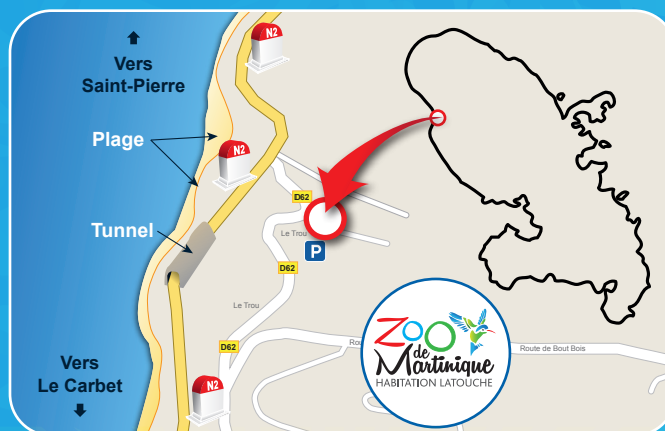 N2
Vers
Saint-Pierre
Plage
N2
D62
Tunnel
Le Trou
P
D62
Le Trou
D62
Rou
Route de Bout Bois
ZOO
de
Martinique
HABITATION LATOUCHE
Vers
Le Carbet
N2